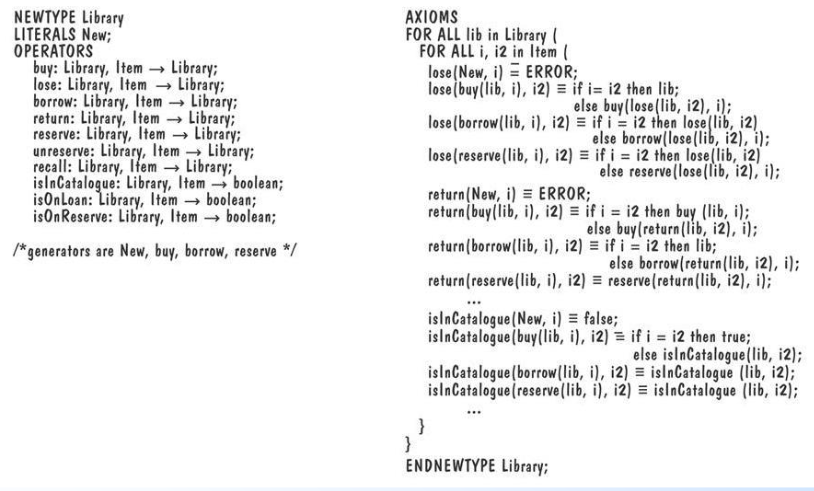 NEWTYPE Library
LITERALS New;
OPERATORS
buy: Library, Item → Library;
lose: Library, Item → Library;
borrow: Library, Item → Library;
return: Library, Item → Library;
reserve: Library, Item → Library;
unreserve: Library, Item → Library;
recall: Library, Item → Library;
isInCatalogue: Library, Item → boolean;
isOnLoan: Library, Item → boolean;
isOnReserve: Library, Item → boolean;
/*generators are New, buy, borrow, reserve */
AXIOMS
FOR ALL lib in Library (
FOR ALL i, i2 in Item (
lose(New, i) ≡ ERROR;
lose(buy(lib, i), i2) ≡ if i= i2 then lib;
else buy(lose(lib, i2), i);
lose(borrow(lib, i), i2) ≡ if i = i2 then lose(lib, i2)
else borrow(lose(lib, i2), i);
lose(reserve(lib, i), i2) ≡ if i = i2 then lose(lib, i2)
else reserve(lose(lib, i2), i);
return(New, i) ≡ ERROR;
return(buy(lib, i), i2) ≡ if i = i2 then buy (lib, i);
else buy(return(lib, i2), i);
return(borrow(lib, i), i2) ≡ if i = i2 then lib;
else borrow(return(lib, i2), i);
return(reserve(lib, i), i2) ≡ reserve(return(lib, i2), i);
...
isInCatalogue(New, i) ≡ false;
isInCatalogue(buy(lib, i), i2) ≡ if i = i2 then true;
else isInCatalogue(lib, i2);
isInCatalogue(borrow(lib, i), i2) ≡ isInCatalogue (lib, i2);
isInCatalogue(reserve(lib, i), i2) ≡ isInCatalogue (lib, i2);
...
}
}
ENDNEWTYPE Library;